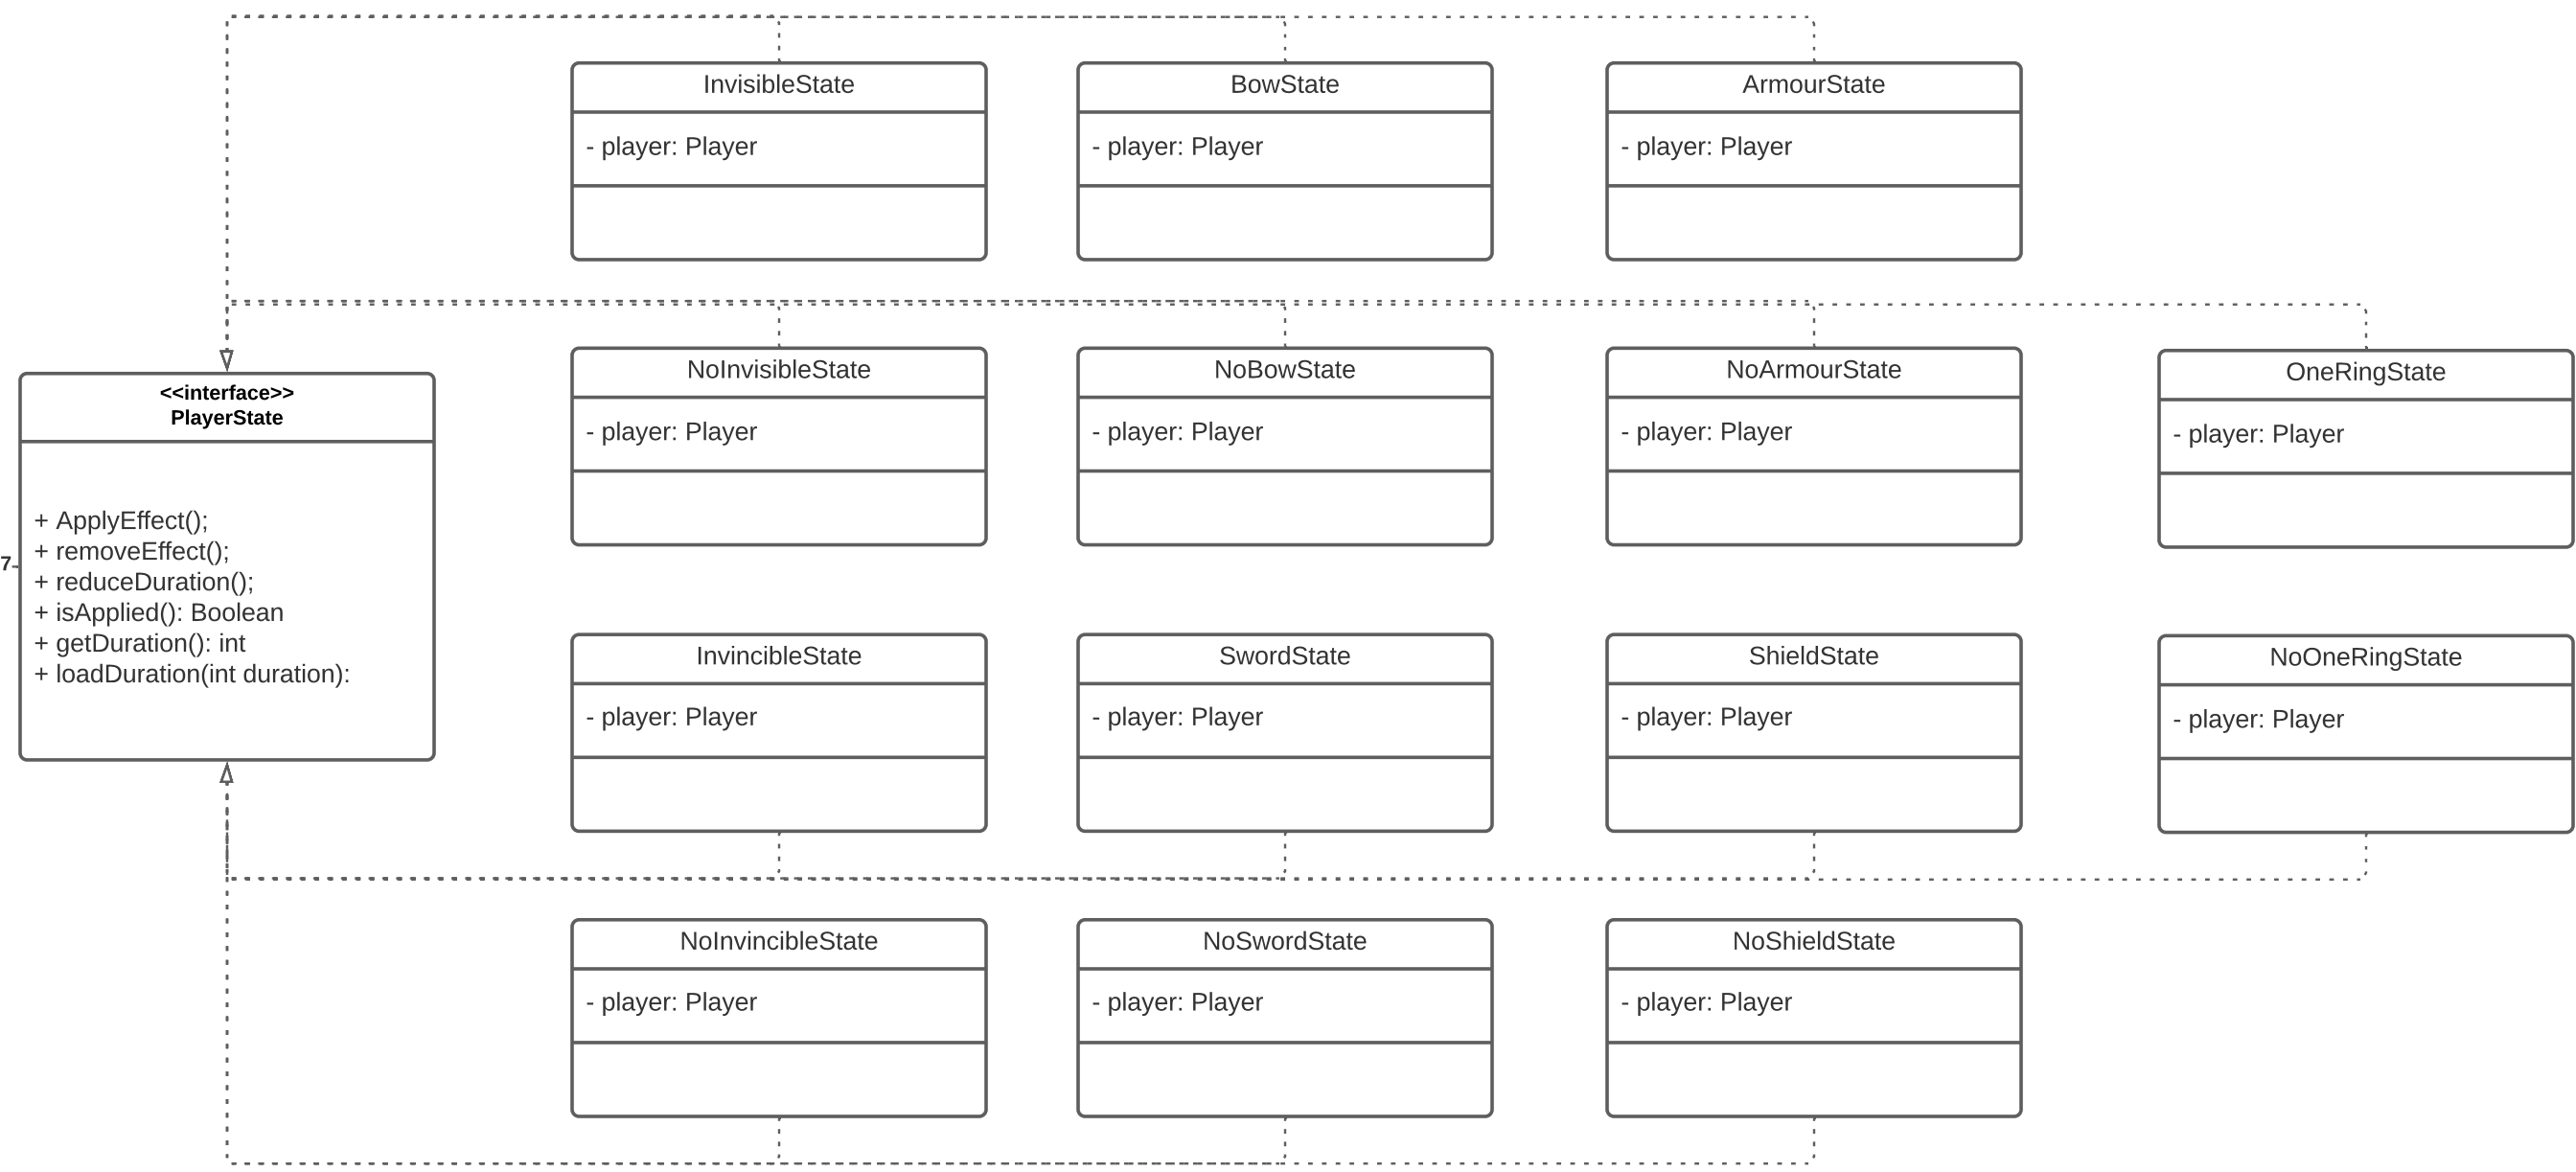 InvisibleState
- player: Player
BowState
- player: Player
ArmourState
- player: Player
NoInvisibleState
- player: Player
NoBowState
- player: Player
NoArmourState
- player: Player
OneRingState
- player: Player
<<interface>>
PlayerState
+ ApplyEffect();
+ removeEffect();
+ reduceDuration();
+ isApplied(): Boolean
+ getDuration(): int
+ loadDuration(int duration):
7
InvincibleState
- player: Player
SwordState
- player: Player
ShieldState
- player: Player
NoOneRingState
- player: Player
NoInvincibleState
- player: Player
NoSwordState
- player: Player
NoShieldState
- player: Player